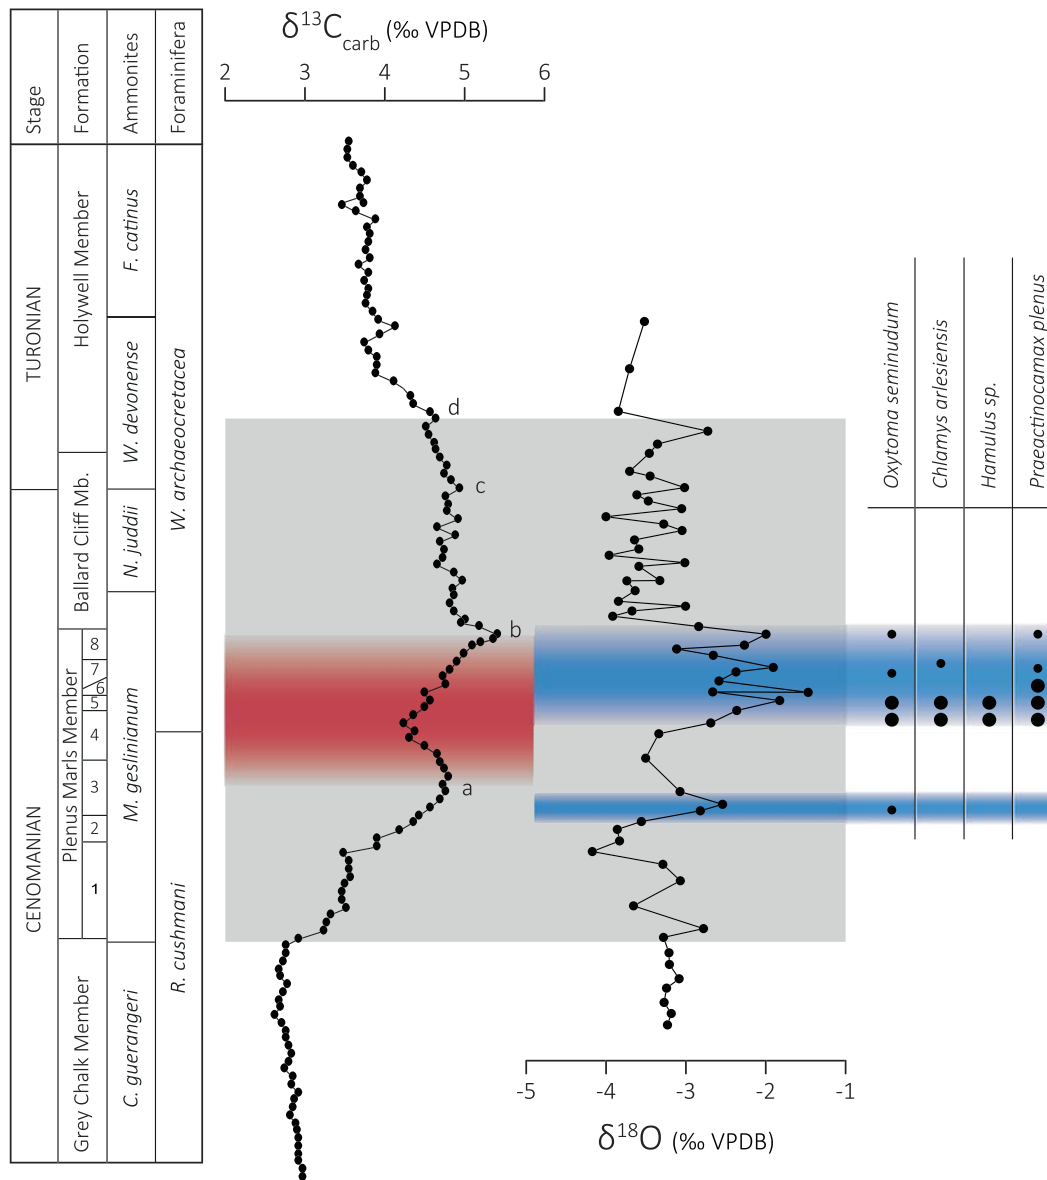 δ13Ccarb (‰ VPDB)
2 3 4 5 6
Stage
Formation
Ammonites
Foraminifera
TURONIAN
CENOMANIAN
Holywell Member
Ballard Cliff Mb.
Plenus Marls Member
8
7
6
5
4
3
2
1
Grey Chalk Member
F. catinus
W. devonense
N. juddii
M. geslinianum
C. guerangeri
W. archaeocretacea
R. cushmani
d
c
b
a
Oxytoma seminudum
Chlamys arlesiensis
Hamulus sp.
Praeactinocamax plenus
-5 -4 -3 -2 -1
δ18O (‰ VPDB)